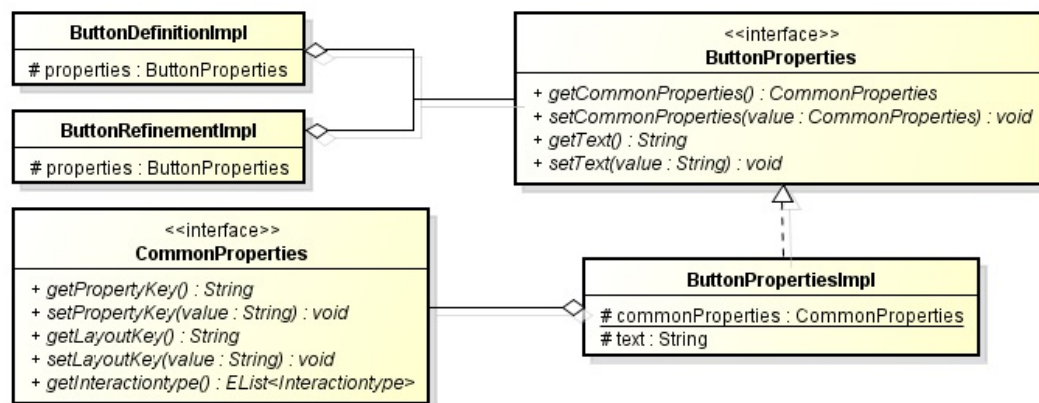 ButtonDefinitionImpl
# properties : ButtonProperties
ButtonRefinementImpl
# properties : ButtonProperties
<<interface>>
ButtonProperties
+ getCommonProperties() : CommonProperties
+ setCommonProperties(value : CommonProperties) : void
+ getText() : String
+ setText(value : String) : void
<<interface>>
CommonProperties
+ getPropertyKey() : String
+ setPropertyKey(value : String) : void
+ getLayoutKey() : String
+ setLayoutKey(value : String) : void
+ getInteractiontype() : EList<Interactiontype>
ButtonPropertiesImpl
# commonProperties : CommonProperties
# text : String